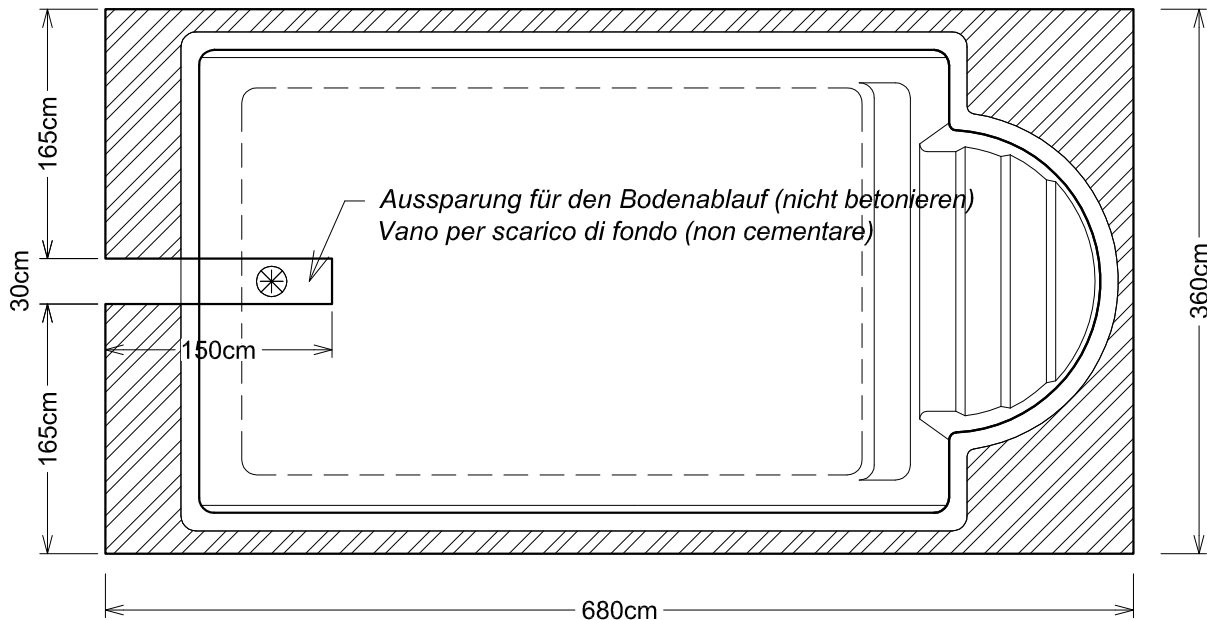 165cm
360cm
Aussparung für den Bodenablauf (nicht betonieren)
Vano per scarico di fondo (non cementare)
30cm
150cm
165cm
680cm